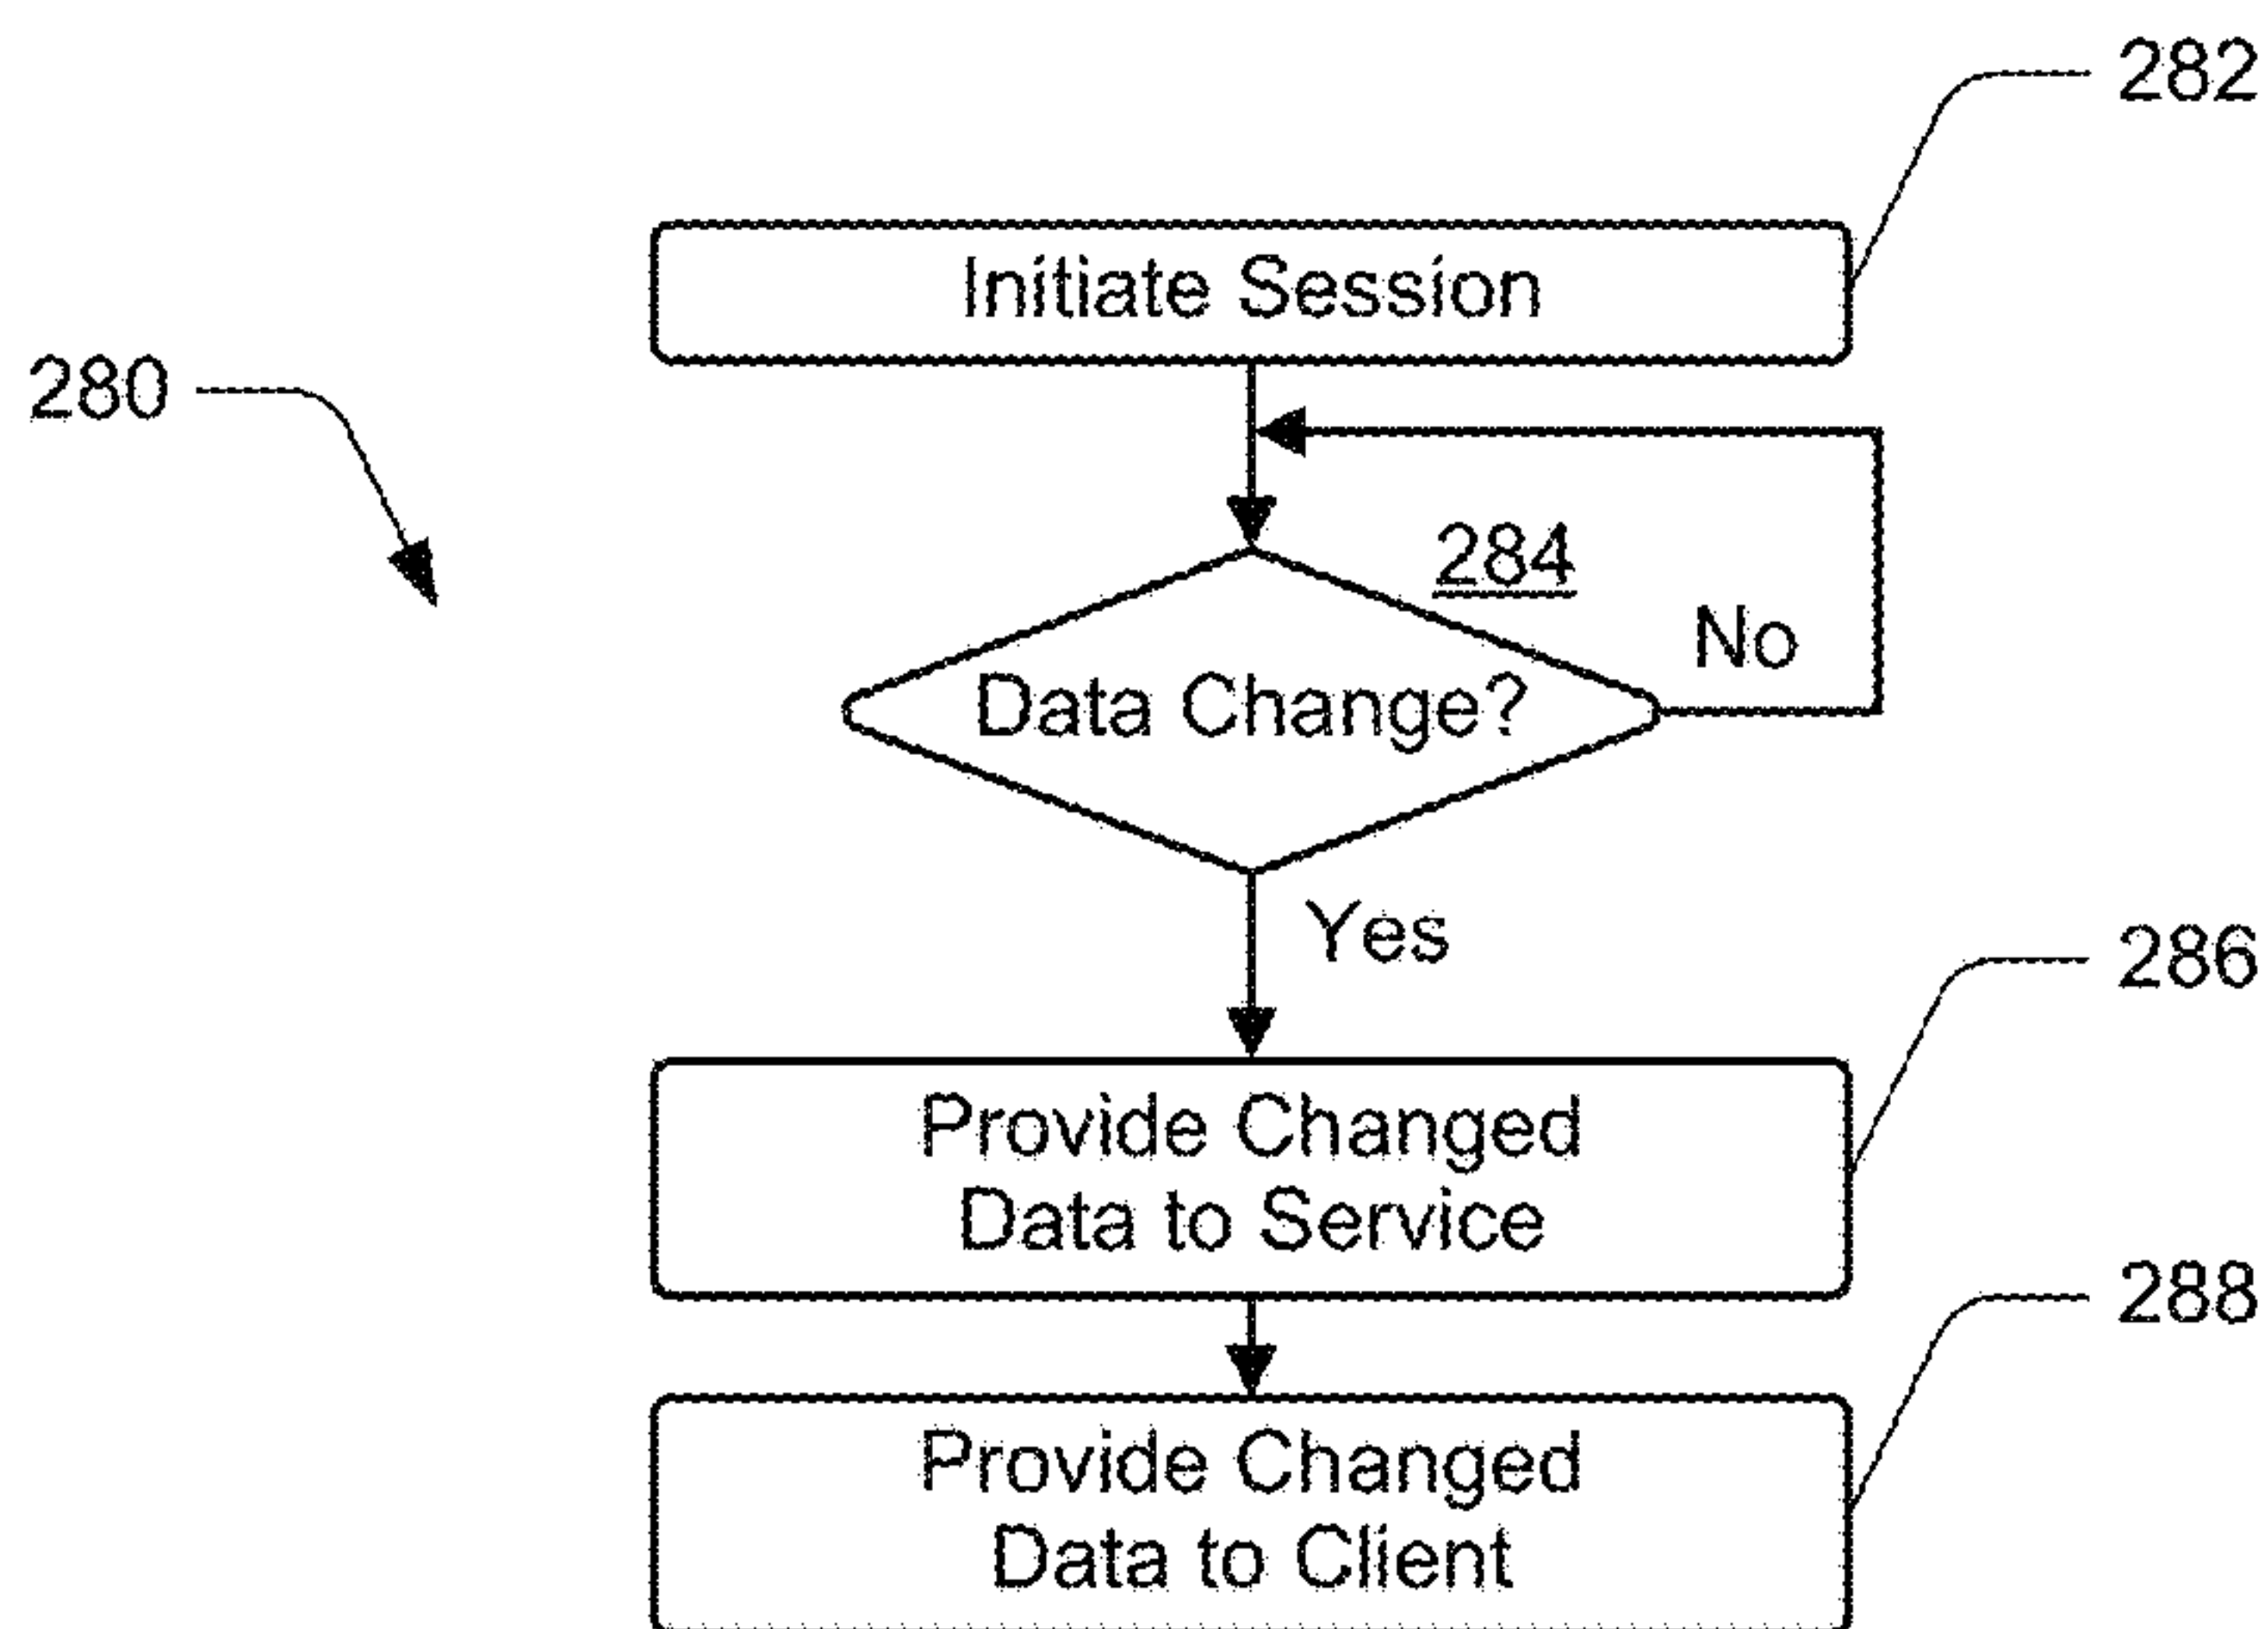 282
Initiate Session
280
284
No
Data Change?
Yes
286
Provide Changed
Data to Service
288
Provide Changed
Data to Client